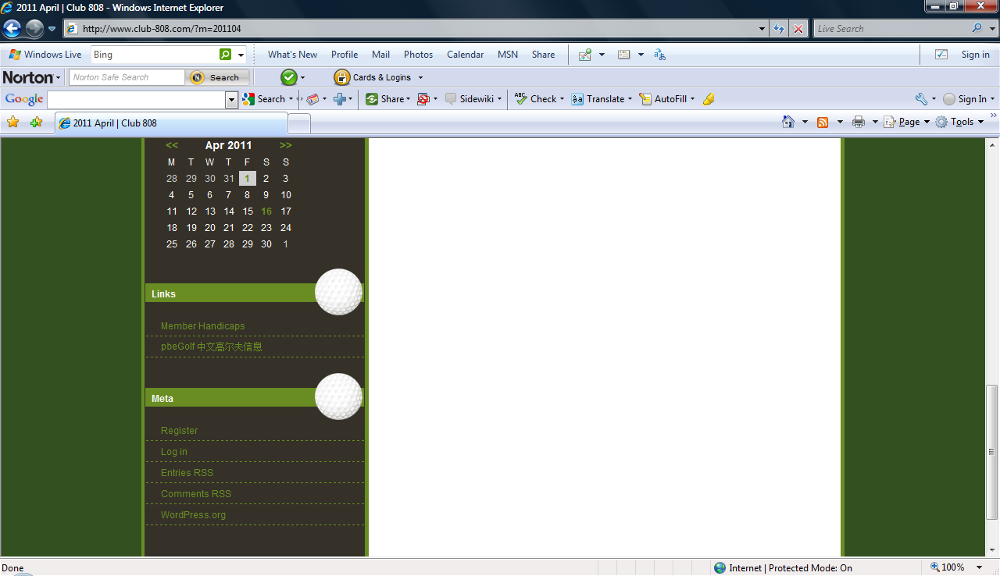 2011 April | Club 808 - Windows Internet Explorer
http://www.club-808.com/?m=201104 Live Search
Windows Live Bing What's New Profile Mail Photos Calendar MSN Share Sign in
Norton Norton Safe Search Search Cards & Logins
Google Search Share Sidewiki ABC Check Translate AutoFill Sign In
2011 April | Club 808 Page Tools
<< Apr 2011 >>
M T W T F S S
28 29 30 31 1 2 3
4 5 6 7 8 9 10
11 12 13 14 15 16 17
18 19 20 21 22 23 24
25 26 27 28 29 30 1
Links
Member Handicaps
pbeGolf 中文高尔夫信息
Meta
Register
Log in
Entries RSS
Comments RSS
WordPress.org
Done Internet | Protected Mode: On 100%